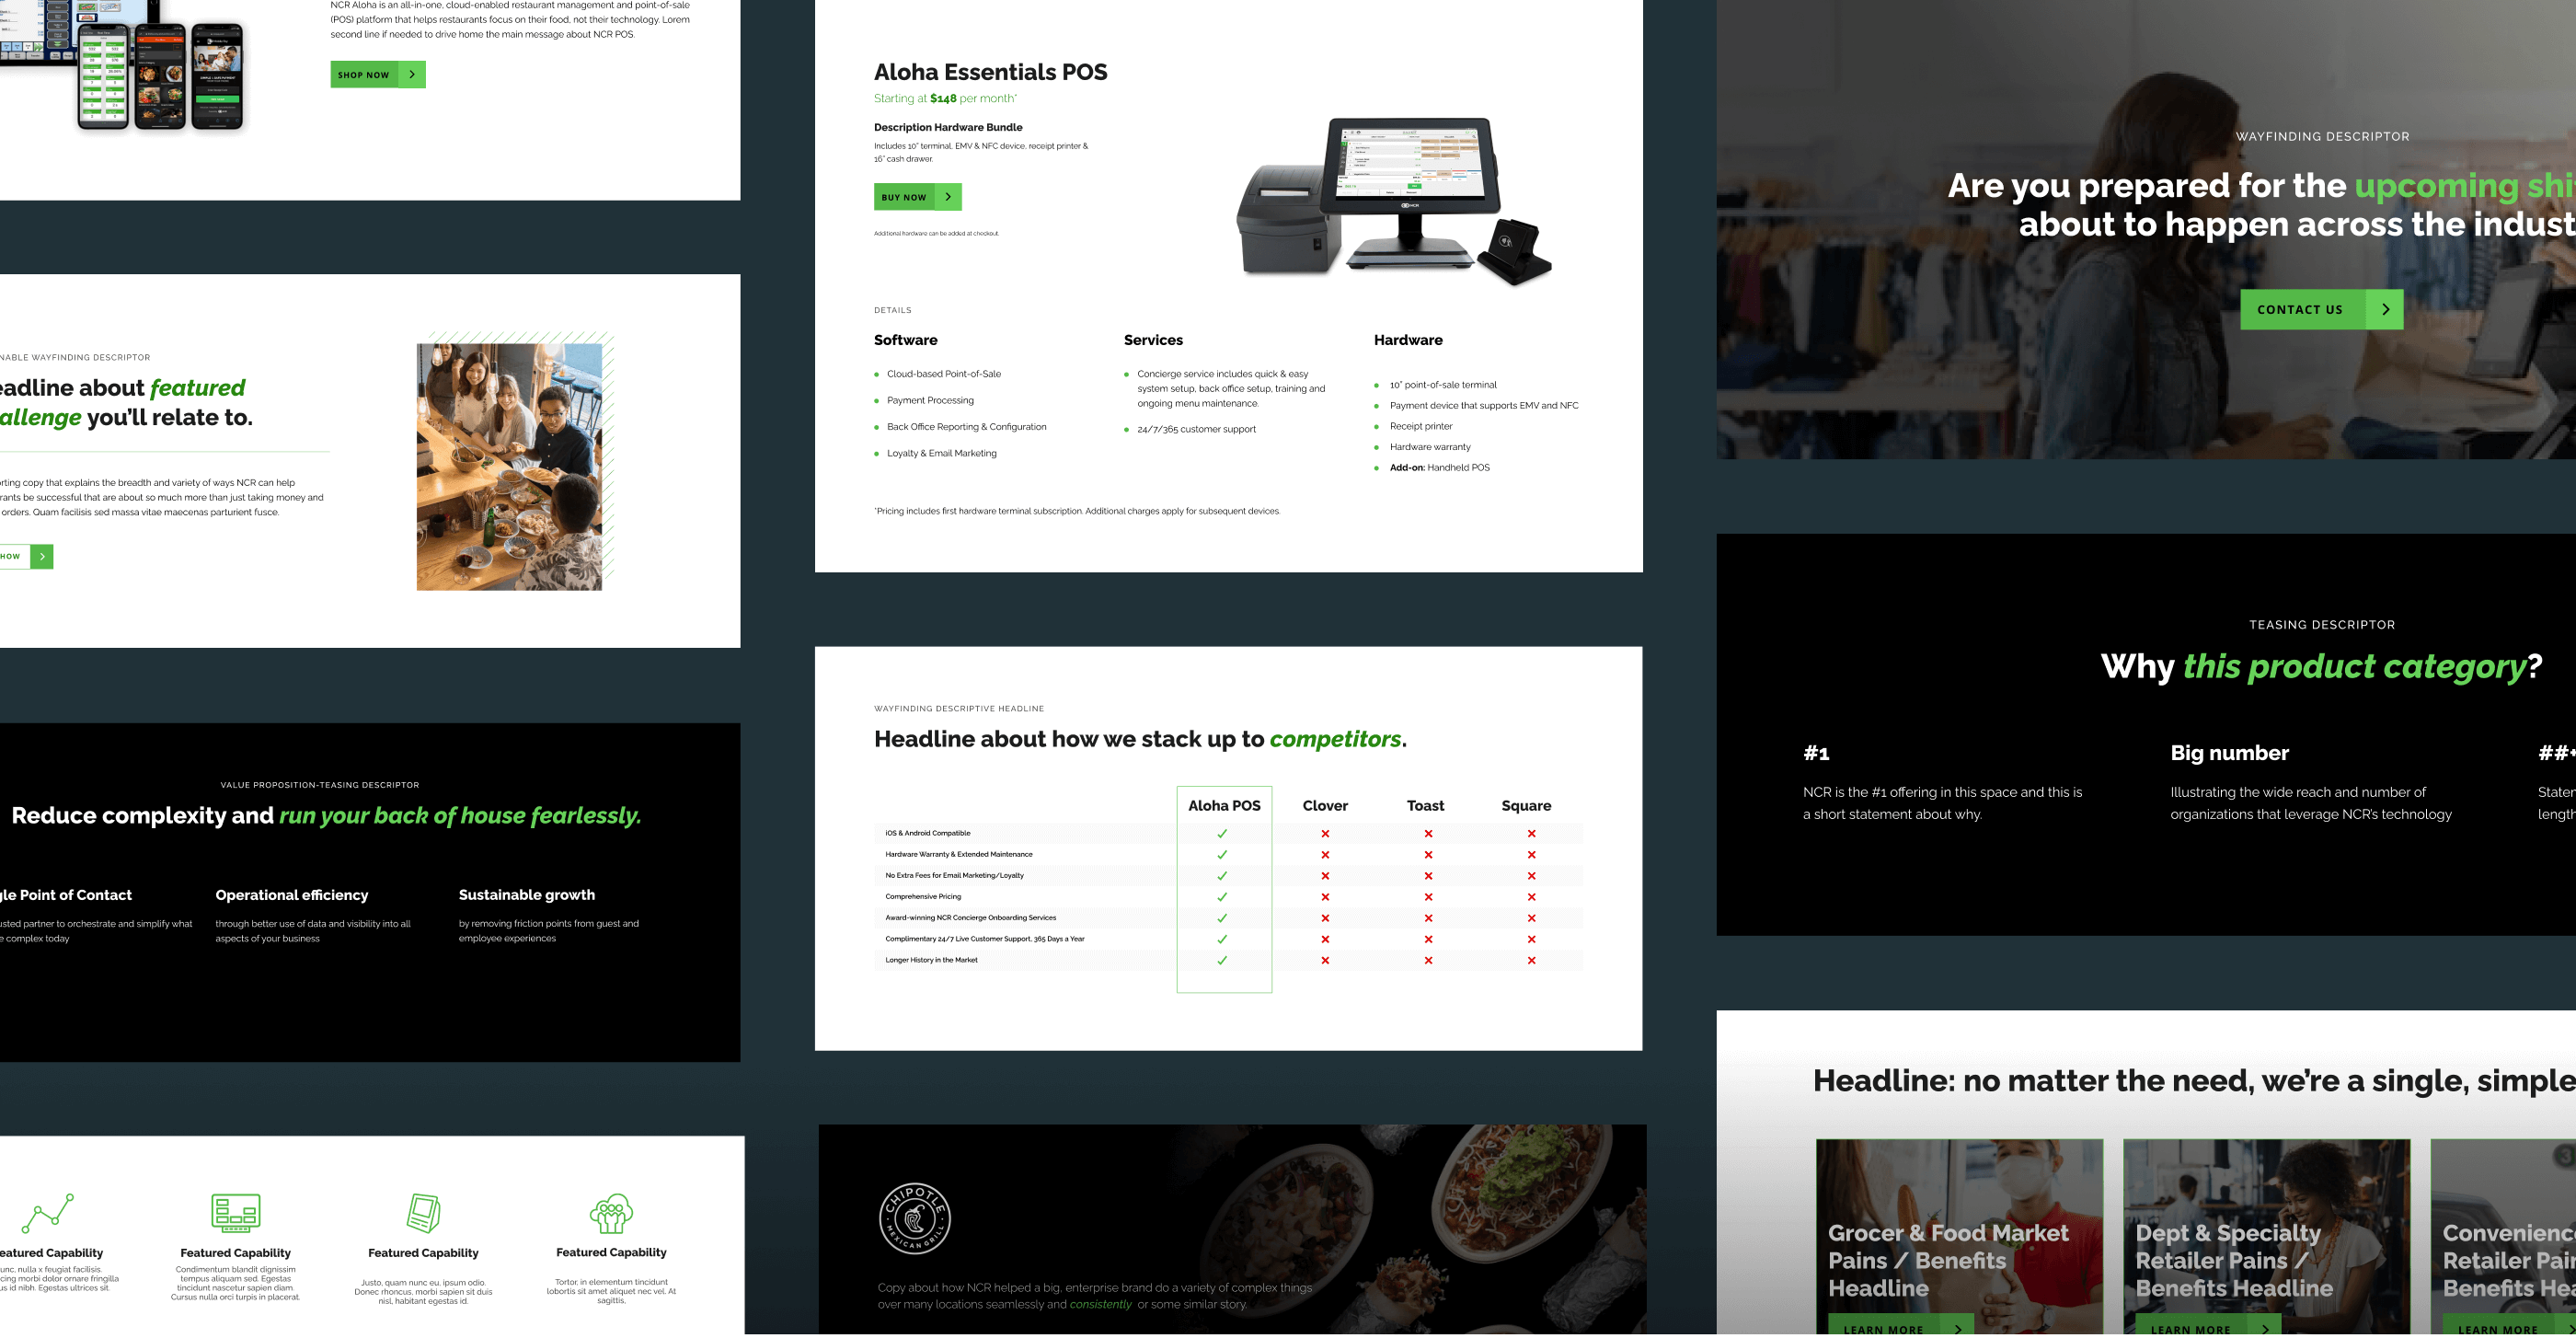 NCR Aloha is an all-in-one, cloud-enabled restaurant management and point-of-sale
(POS) platform that helps restaurants focus on their food, not their technology. Lorem
second line if needed to drive home the main message about NCR POS.
SHOP NOW
NABLE WAYFINDING DESCRIPTOR
eadline about featured
allenge you'll relate to.
orting copy that explains the breadth and variety of ways NCR can help
rants be successful that are about so much more than just taking money and
orders. Quam facilisis sed massa vitae maecenas parturient fusce.
HOW
VALUE PROPOSITION-TEASING DESCRIPTOR
Reduce complexity and run your back of house fearlessly.
gle Point of Contact
usted partner to orchestrate and simplify what
e complex today
Operational efficiency
through better use of data and visibility into all
aspects of your business
Sustainable growth
by removing friction points from guest and
employee experiences
eatured Capability
unc, nulla x feugiat facilisis.
cing morbi dolor ornare fringilla
us id nibh. Egestas ultrices sit.
Featured Capability
Condimentum blandit dignissim
tempus aliquam sed. Egestas
tincidunt nascetur sapien diam.
Cursus nulla orci turpis in placerat.
Featured Capability
Justo, quam nunc eu, ipsum odio.
Donec rhoncus, morbi sapien sit duis
nisl, habitant egestas id.
Featured Capability
Tortor, in elementum tincidunt
lobortis sit amet aliquet nec vel. At
sagittis,
Aloha Essentials POS
Starting at $148 per month*
Description Hardware Bundle
Includes 10" terminal, EMV & NFC device, receipt printer &
16" cash drawer.
BUY NOW
Additional hardware can be added at checkout.
NCR
DETAILS
Software
Cloud-based Point-of-Sale
Payment Processing
Back Office Reporting & Configuration
Loyalty & Email Marketing
Services
Concierge service includes quick & easy
system setup, back office setup, training and
ongoing menu maintenance.
24/7/365 customer support
Hardware
10" point-of-sale terminal
Payment device that supports EMV and NFC
Receipt printer
Hardware warranty
Add-on: Handheld POS
*Pricing includes first hardware terminal subscription. Additional charges apply for subsequent devices.
WAYFINDING DESCRIPTIVE HEADLINE
Headline about how we stack up to competitors.
Aloha POS Clover Toast Square
iOS & Android Compatible
Hardware Warranty & Extended Maintenance
No Extra Fees for Email Marketing/Loyalty
Comprehensive Pricing
Award-winning NCR Concierge Onboarding Services
Complimentary 24/7 Live Customer Support, 365 Days a Year
Longer History in the Market
CHIPOTLE
MEXICAN GRILL
Copy about how NCR helped a big, enterprise brand do a variety of complex things
over many locations seamlessly and consistently or some similar story.
WAYFINDING DESCRIPTOR
Are you prepared for the upcoming shi
about to happen across the indust
CONTACT US
TEASING DESCRIPTOR
Why this product category?
#1
NCR is the #1 offering in this space and this is
a short statement about why.
Big number
Illustrating the wide reach and number of
organizations that leverage NCR's technology
##+
Staten
length
Headline: no matter the need, we're a single, simple
Grocer & Food Market
Pains / Benefits
Headline
LEARN MORE
Dept & Specialty
Retailer Pains /
Benefits Headline
LEARN MORE
3
Convenienc
Retailer Pain
Benefits Hea
LEARN MORE